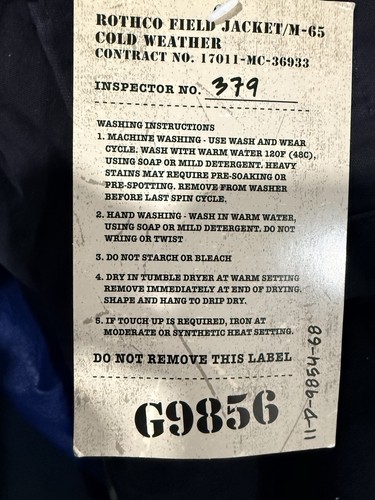 ROTHCO FIELD JACKET/M-65
COLD WEATHER
CONTRACT NO. 17011-MC-36933
INSPECTOR NO. 379
WASHING INSTRUCTIONS
1. MACHINE WASHING - USE WASH AND WEAR
CYCLE. WASH WITH WARM WATER 120F (48C),
USING SOAP OR MILD DETERGENT. HEAVY
STAINS MAY REQUIRE PRE-SOAKING OR
PRE-SPOTTING. REMOVE FROM WASHER
BEFORE LAST SPIN CYCLE.
2. HAND WASHING - WASH IN WARM WATER,
USING SOAP OR MILD DETERGENT. DO NOT
WRING OR TWIST
3. DO NOT STARCH OR BLEACH
4. DRY IN TUMBLE DRYER AT WARM SETTING
REMOVE IMMEDIATELY AT END OF DRYING.
SHAPE AND HANG TO DRIP DRY.
5. IF TOUCH UP IS REQUIRED, IRON AT
MODERATE OR SYNTHETIC HEAT SETTING.
DO NOT REMOVE THIS LABEL
G9856
11-D-9854-68